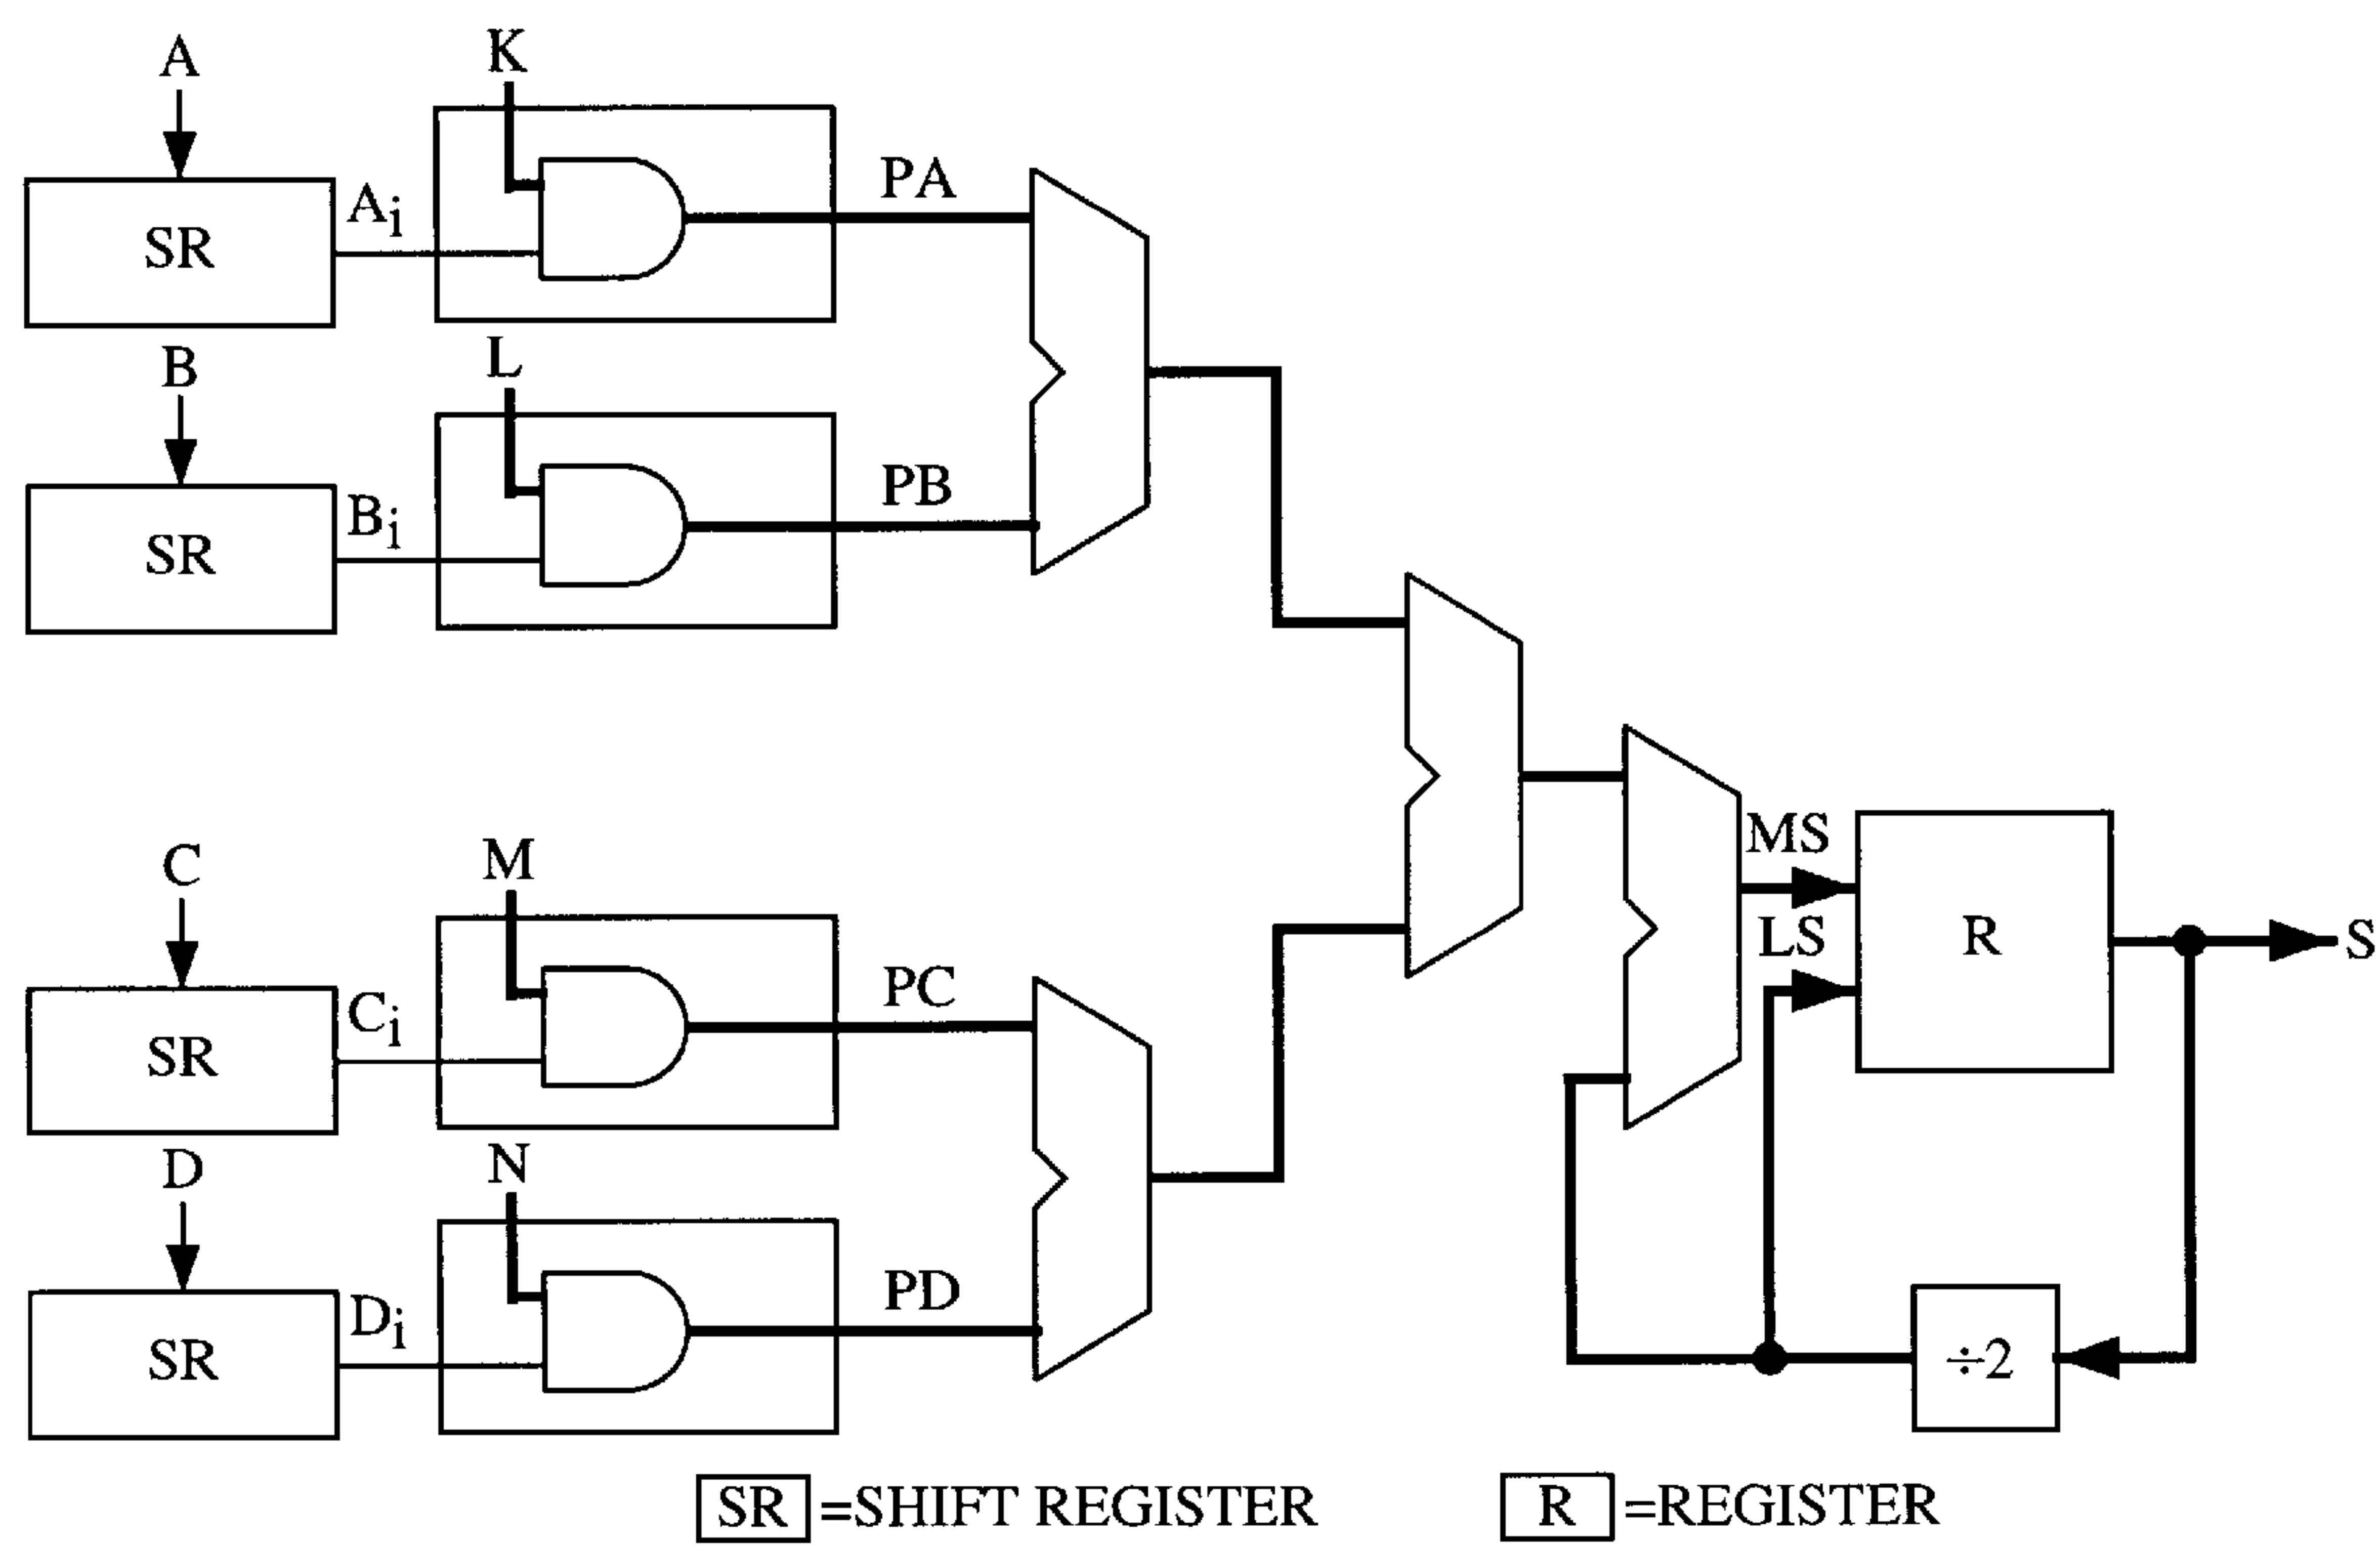 A
K
SR
Ai
PA
B
L
SR
Bi
PB
C
M
SR
Ci
PC
D
N
SR
Di
PD
MS
LS
R
S
÷2
SR =SHIFT REGISTER
R =REGISTER